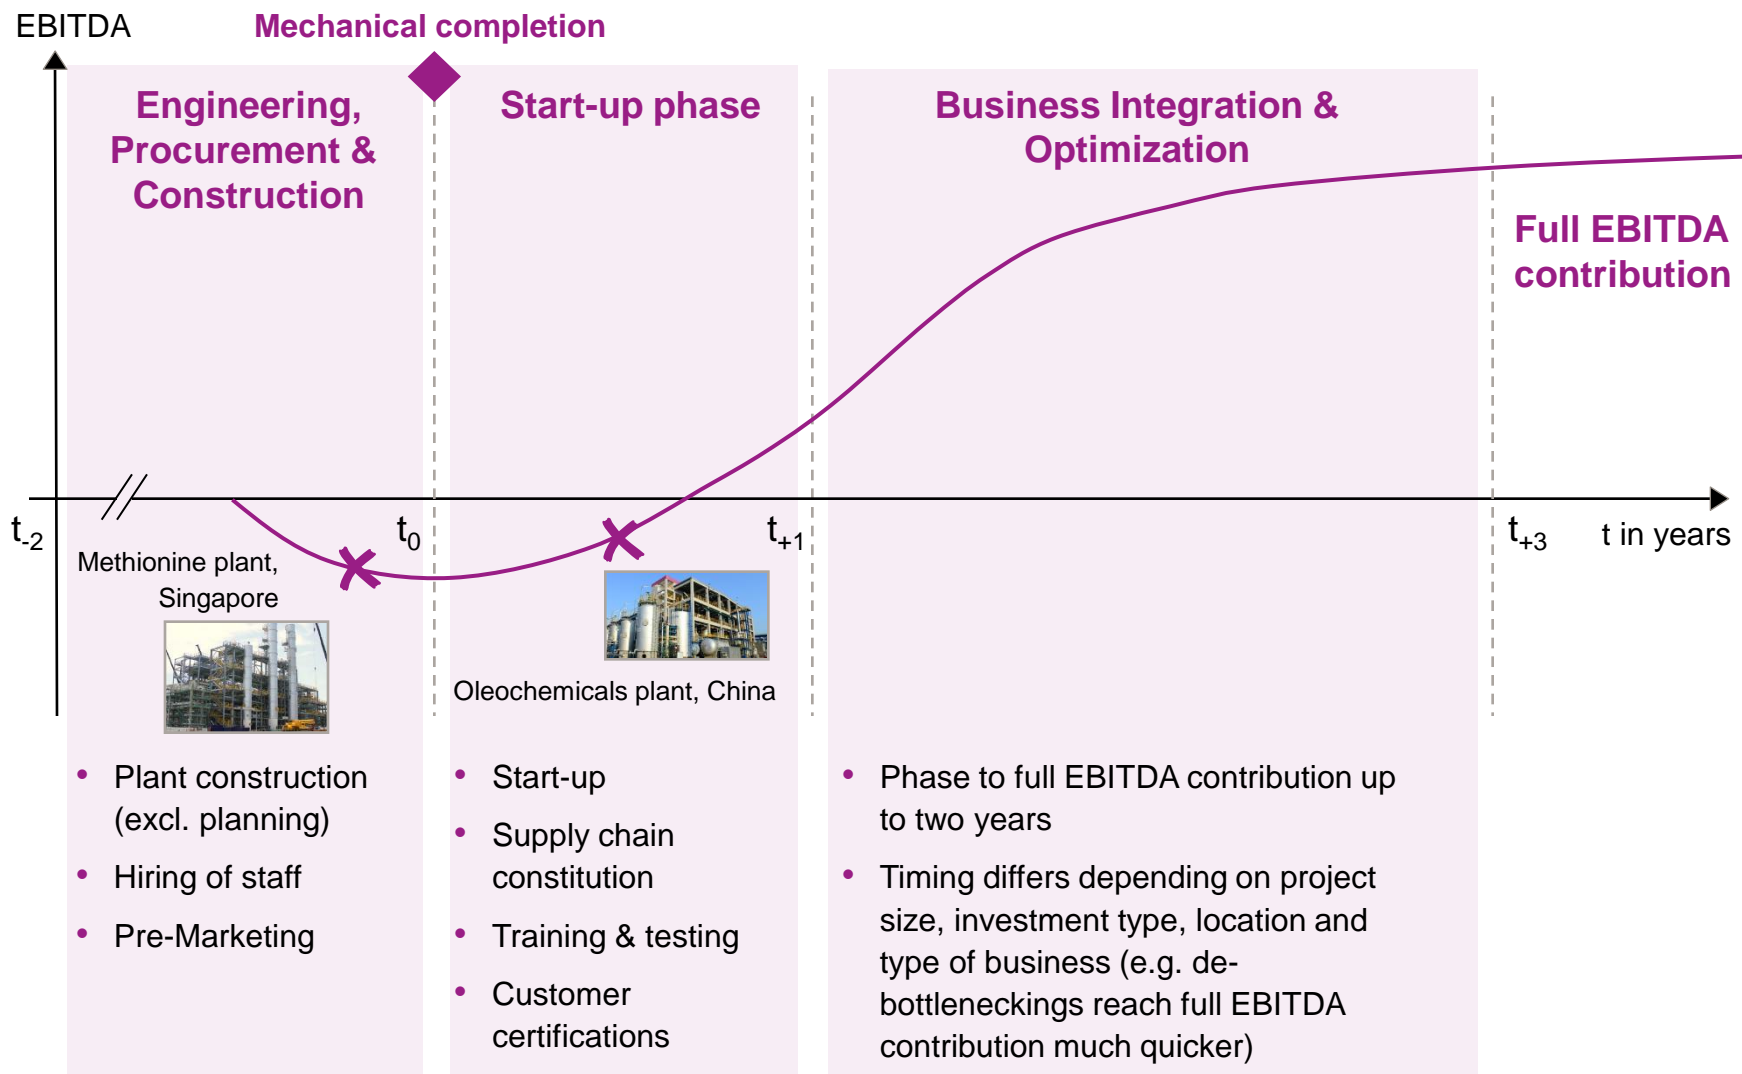 EBITDA
Mechanical completion
Engineering,
Procurement &
Construction
Start-up phase
Business Integration &
Optimization
Full EBITDA
contribution
t-2
t0
t+1
t+3
t in years
Methionine plant,
Singapore
Oleochemicals plant, China
• Plant construction
(excl. planning)
• Hiring of staff
• Pre-Marketing
• Start-up
• Supply chain
constitution
• Training & testing
• Customer
certifications
• Phase to full EBITDA contribution up
to two years
• Timing differs depending on project
size, investment type, location and
type of business (e.g. de-
bottleneckings reach full EBITDA
contribution much quicker)